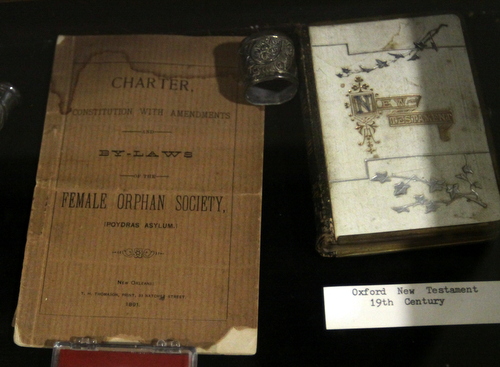 CHARTER,
CONSTITUTION WITH AMENDMENTS
AND
BY-LAWS
OF THE
FEMALE ORPHAN SOCIETY,
(POYDRAS ASYLUM.)
New Orleans:
STREET
NEW
TESTAMENT
Oxford New Testament
19th Century